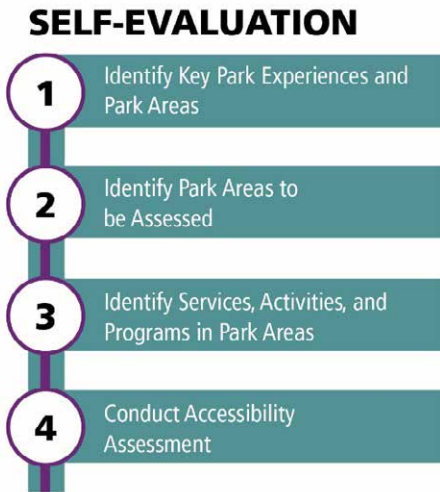 SELF-EVALUATION
1
Identify Key Park Experiences and
Park Areas
2
Identify Park Areas to
be Assessed
3
Identify Services, Activities, and
Programs in Park Areas
4
Conduct Accessibility
Assessment